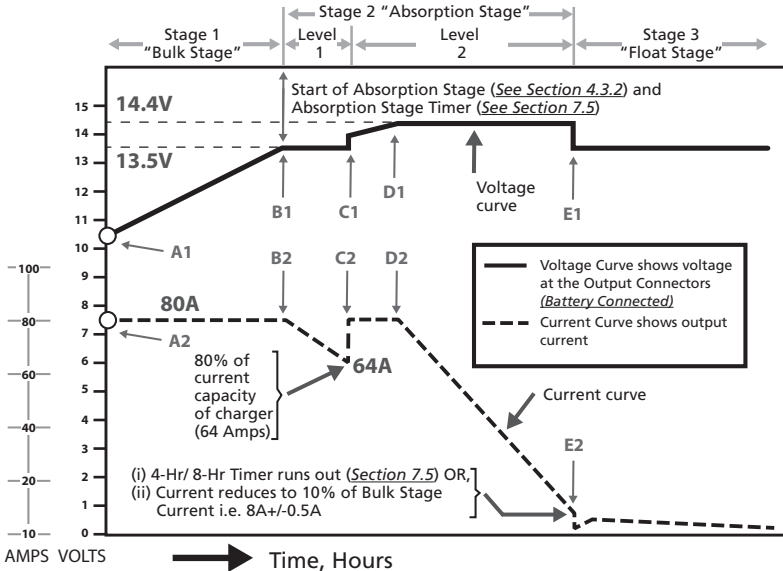 Stage 2 "Absorption Stage"
Stage 1
"Bulk Stage"
Level
1
Level
2
Stage 3
"Float Stage"
Start of Absorption Stage (See Section 4.3.2) and
Absorption Stage Timer (See Section 7.5)
14.4V
13.5V
15
14
13
12
11
10
9
8
7
6
5
4
3
2
1
0
100
80
60
40
20
10
AMPS VOLTS
A1
B1
C1
D1
E1
Voltage
curve
A2
B2
C2
D2
E2
80A
64A
80% of
current
capacity
of charger
(64 Amps)
Voltage Curve shows voltage
at the Output Connectors
(Battery Connected)
Current Curve shows output
current
Current curve
(i) 4-Hr/ 8-Hr Timer runs out (Section 7.5) OR,
(ii) Current reduces to 10% of Bulk Stage
Current i.e. 8A+/-0.5A
Time, Hours